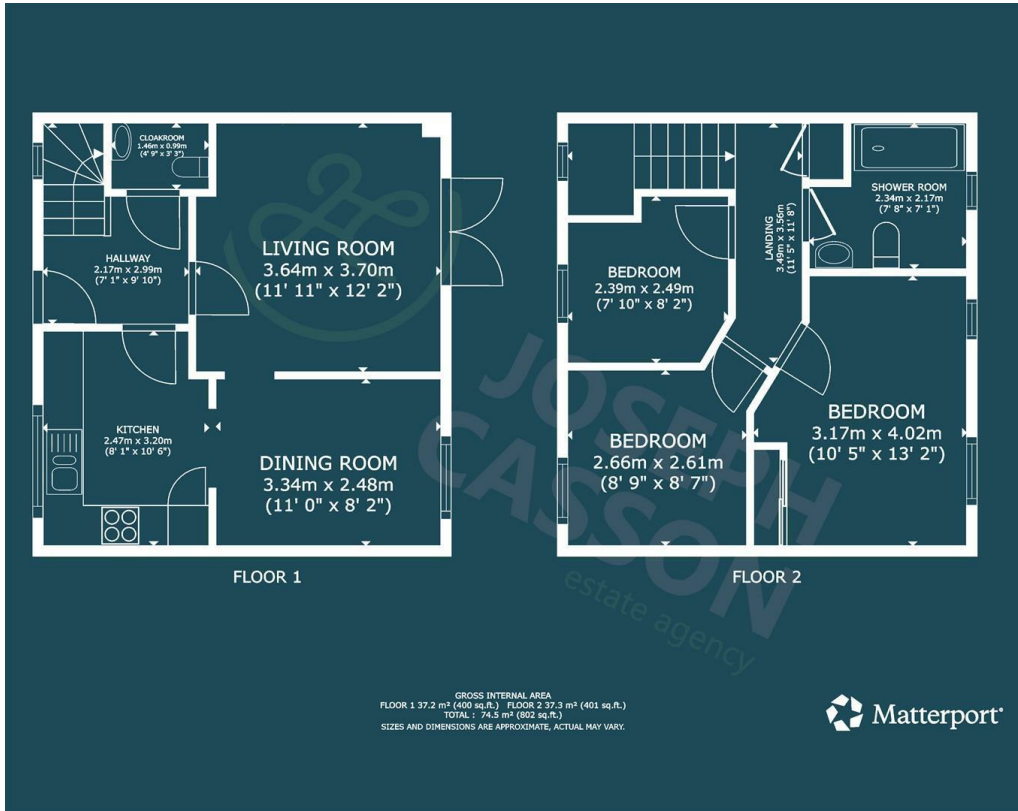 CLOAKROOM
1.46m x 0.99m
(4' 9" x 3' 3")
LIVING ROOM
3.64m x 3.70m
(11' 11" x 12' 2")
HALLWAY
2.17m x 2.99m
(7' 1" x 9' 10")
KITCHEN
2.47m x 3.20m
(8' 1" x 10' 6")
DINING ROOM
3.34m x 2.48m
(11' 0" x 8' 2")
FLOOR 1
SHOWER ROOM
2.34m x 2.17m
(7' 8" x 7' 1")
LANDING
3.49m x 3.56m
(11' 5" x 11' 8")
BEDROOM
2.39m x 2.49m
(7' 10" x 8' 2")
BEDROOM
2.66m x 2.61m
(8' 9" x 8' 7")
BEDROOM
3.17m x 4.02m
(10' 5" x 13' 2")
FLOOR 2
JOSEPH
CASSON
estate agency
GROSS INTERNAL AREA
FLOOR 1 37.2 m² (400 sq.ft.) FLOOR 2 37.3 m² (401 sq.ft.)
TOTAL : 74.5 m² (802 sq.ft.)
SIZES AND DIMENSIONS ARE APPROXIMATE, ACTUAL MAY VARY.
Matterport